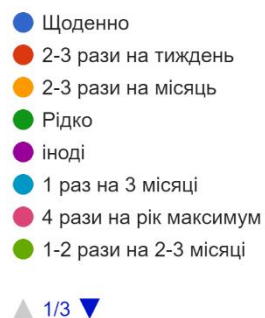 Щоденно
2-3 рази на тиждень
2-3 рази на місяць
Рідко
іноді
1 раз на 3 місяці
4 рази на рік максимум
1-2 рази на 2-3 місяці
1/3